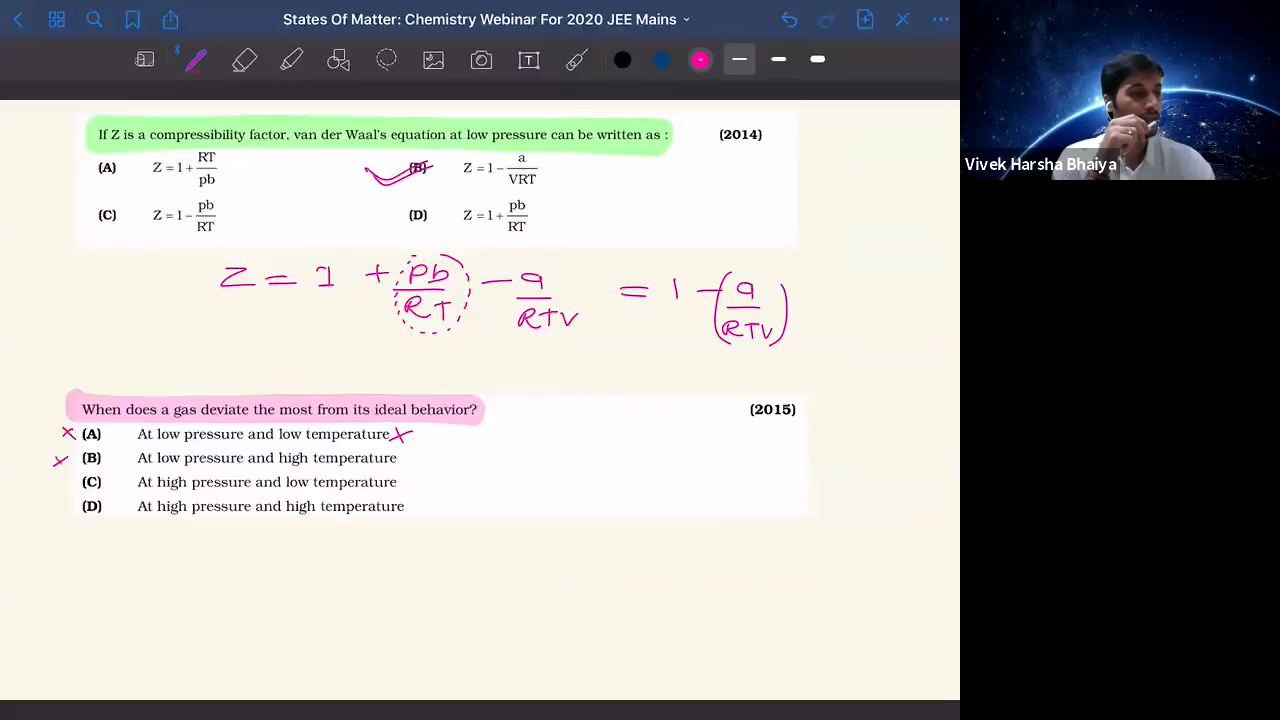 States Of Matter: Chemistry Webinar For 2020 JEE Mains
T
If Z is a compressibility factor, van der Waal's equation at low pressure can be written as : (2014)
(A) Z = 1 + RT/pb (B) Z = 1 − a/VRT
(C) Z = 1 − pb/RT (D) Z = 1 + pb/RT
Z = 1 + pb/RT − a/RTV = 1 − (a/RTV)
When does a gas deviate the most from its ideal behavior? (2015)
× (A) At low pressure and low temperature ×
× (B) At low pressure and high temperature
(C) At high pressure and low temperature
(D) At high pressure and high temperature
Vivek Harsha Bhaiya